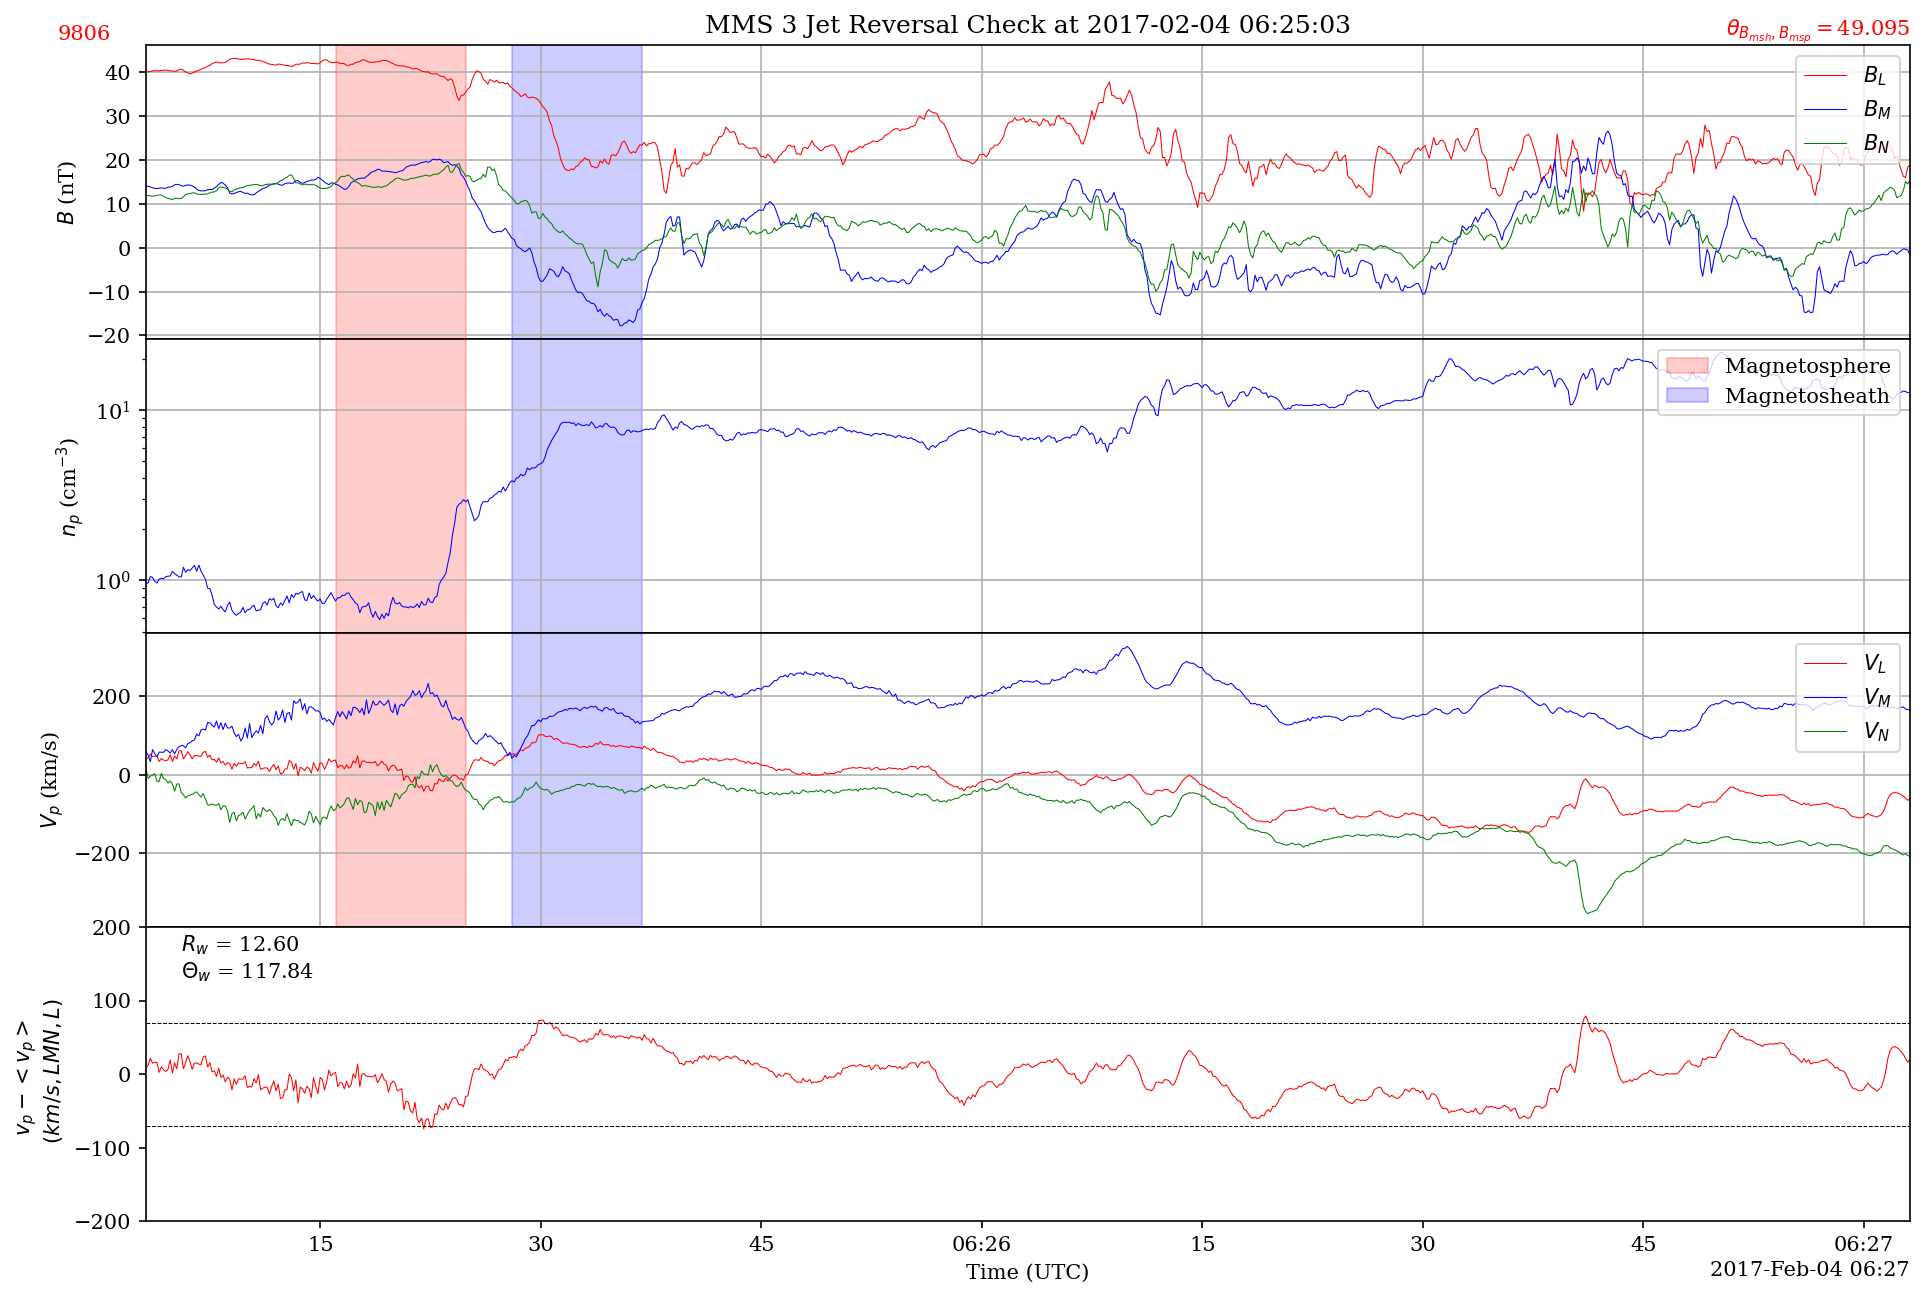 9806
MMS 3 Jet Reversal Check at 2017-02-04 06:25:03
θ_{B_{msh}, B_{msp}} = 49.095
B (nT)
40
30
20
10
0
−10
−20
B_L
B_M
B_N
n_p (cm^{−3})
10^1
10^0
Magnetosphere
Magnetosheath
V_p (km/s)
200
0
−200
V_L
V_M
V_N
v_p − < v_p >
(km/s, LMN, L)
200
100
0
−100
−200
R_w = 12.60
Θ_w = 117.84
15 30 45 06:26 15 30 45 06:27
Time (UTC)
2017-Feb-04 06:27